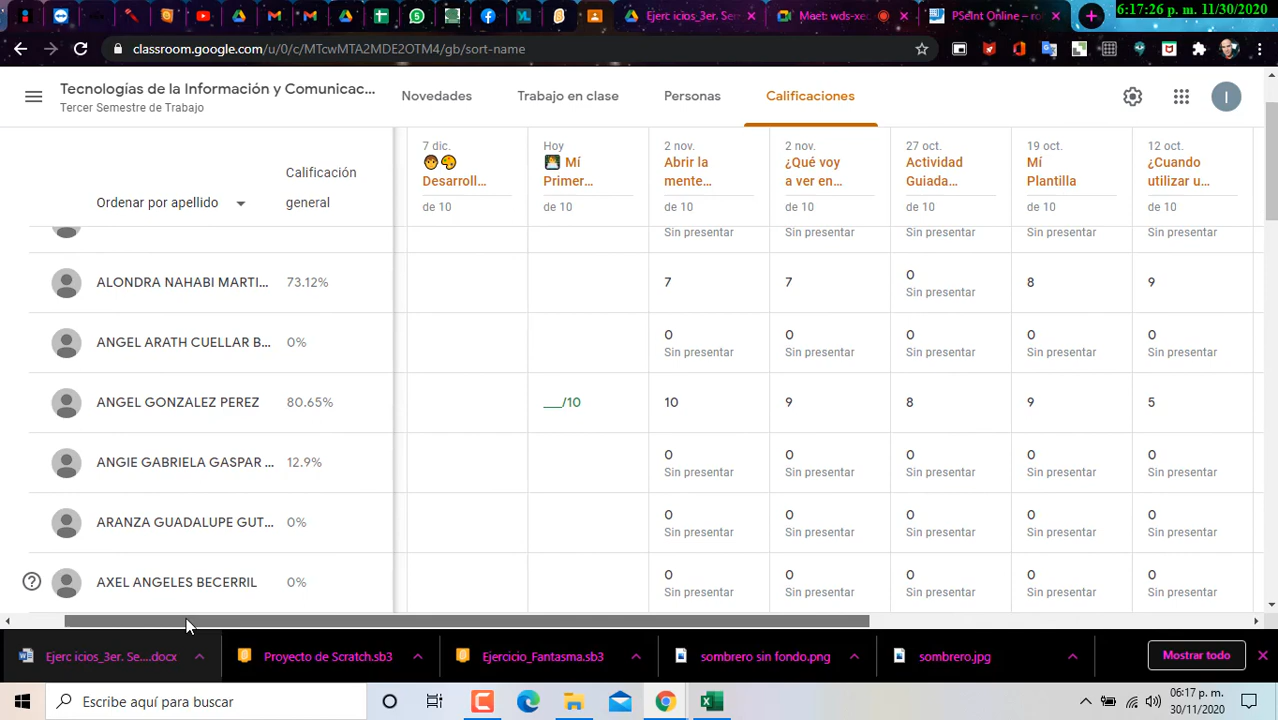 6:17:26 p. m. 11/30/2020
Ejerc icios_3er. Sem
Meet: wds-xez
PSeInt Online – ro
classroom.google.com/u/0/c/MTcwMTA2MDE2OTM4/gb/sort-name
Tecnologías de la Información y Comunicac...
Tercer Semestre de Trabajo
Novedades
Trabajo en clase
Personas
Calificaciones
I
Ordenar por apellido
Calificación
general
7 dic.
Desarroll...
de 10
Hoy
Mí
Primer...
de 10
2 nov.
Abrir la
mente...
de 10
2 nov.
¿Qué voy
a ver en...
de 10
27 oct.
Actividad
Guiada...
de 10
19 oct.
Mí
Plantilla
de 10
12 oct.
¿Cuando
utilizar u...
de 10
Sin presentar Sin presentar Sin presentar Sin presentar Sin presentar
ALONDRA NAHABI MARTI... 73.12% 7 7 0 8 9
Sin presentar
ANGEL ARATH CUELLAR B... 0% 0 0 0 0 0
Sin presentar Sin presentar Sin presentar Sin presentar Sin presentar
ANGEL GONZALEZ PEREZ 80.65% ___/10 10 9 8 9 5
ANGIE GABRIELA GASPAR ... 12.9% 0 0 0 0 0
Sin presentar Sin presentar Sin presentar Sin presentar Sin presentar
ARANZA GUADALUPE GUT... 0% 0 0 0 0 0
Sin presentar Sin presentar Sin presentar Sin presentar Sin presentar
AXEL ANGELES BECERRIL 0% 0 0 0 0 0
Sin presentar Sin presentar Sin presentar Sin presentar Sin presentar
Ejerc icios_3er. Se....docx
Proyecto de Scratch.sb3
Ejercicio_Fantasma.sb3
sombrero sin fondo.png
sombrero.jpg
Mostrar todo
Escribe aquí para buscar
06:17 p. m.
30/11/2020